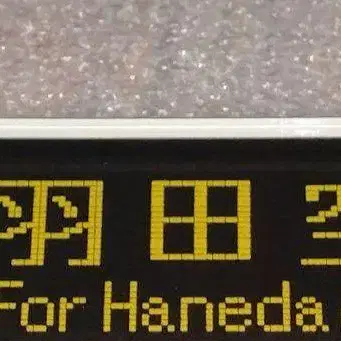 羽田
For Haneda